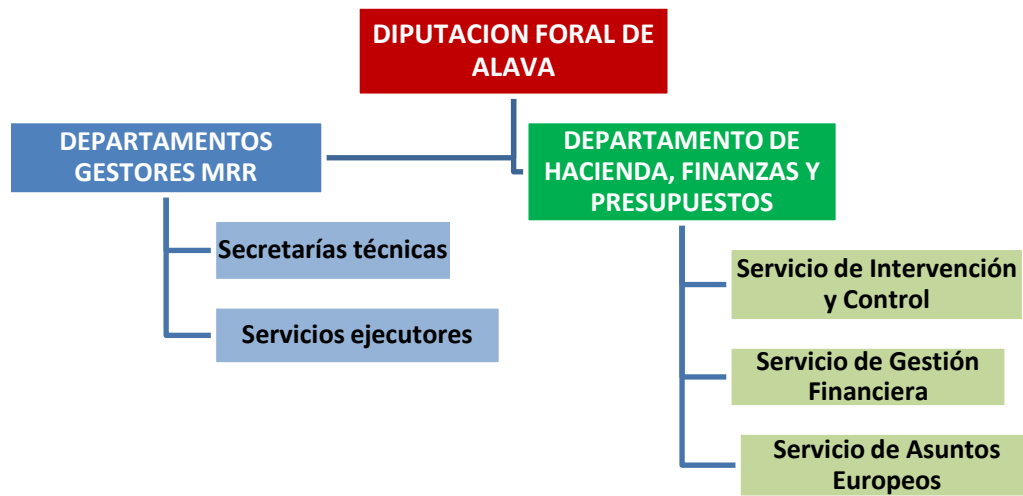 DIPUTACION FORAL DE
ALAVA
DEPARTAMENTOS
GESTORES MRR
DEPARTAMENTO DE
HACIENDA, FINANZAS Y
PRESUPUESTOS
Secretarías técnicas
Servicios ejecutores
Servicio de Intervención
y Control
Servicio de Gestión
Financiera
Servicio de Asuntos
Europeos